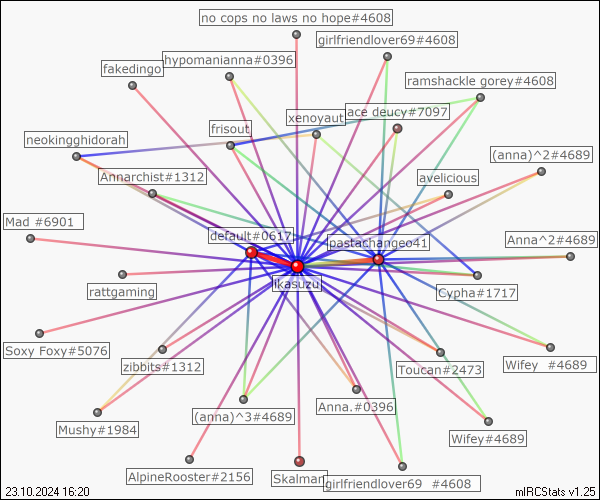 no cops no laws no hope#4608
girlfriendlover69#4608
hypomanianna#0396
fakedingo
ramshackle gorey#4608
ace deucy#7097
xenoyaut
frisout
neokingghidorah
(anna)^2#4689
Annarchist#1312
avelicious
Mad #6901
default#0617
pastachangeo41
Anna^2#4689
likasuzu
rattgaming
Cypha#1717
Soxy Foxy#5076
zibbits#1312
Toucan#2473
Wifey #4689
Anna.#0396
(anna)^3#4689
Mushy#1984
Wifey#4689
AlpineRooster#2156
Skalman
girlfriendlover69 #4608
23.10.2024 16:20
mIRCStats v1.25